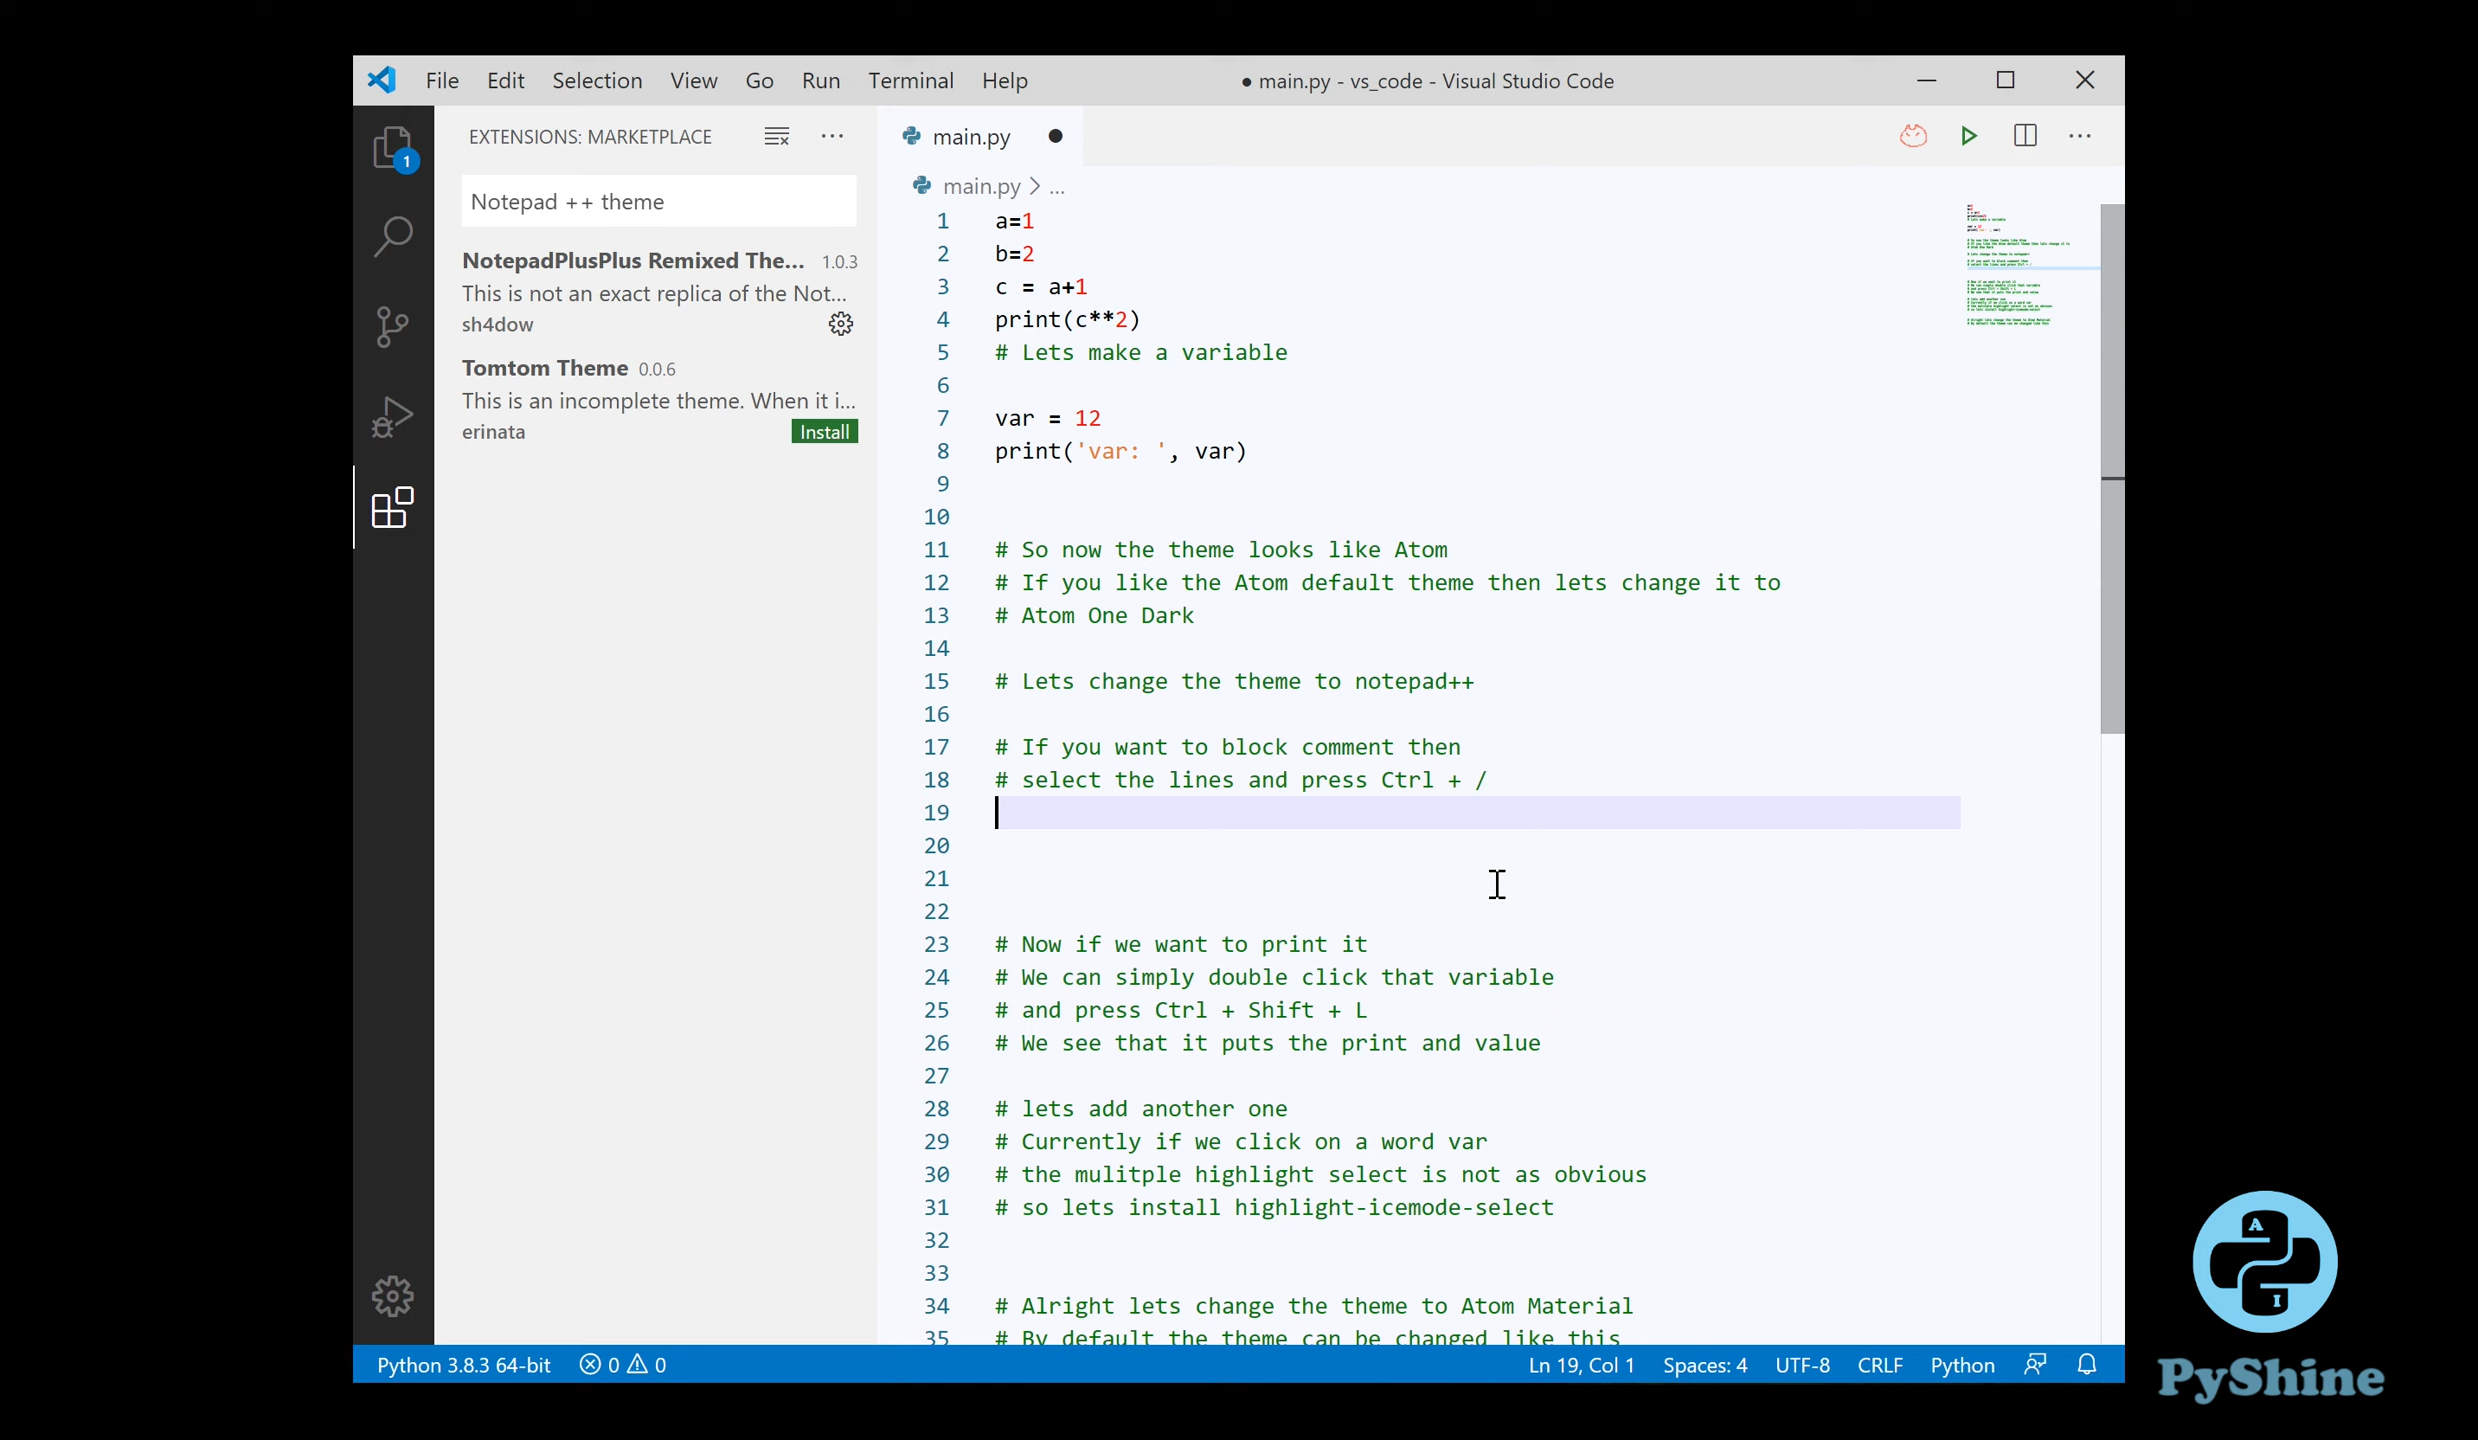 File Edit Selection View Go Run Terminal Help ● main.py - vs_code - Visual Studio Code
1
EXTENSIONS: MARKETPLACE
Notepad ++ theme
NotepadPlusPlus Remixed The... 1.0.3
This is not an exact replica of the Not...
sh4dow
Tomtom Theme 0.0.6
This is an incomplete theme. When it i...
erinata Install
main.py ●
main.py > ...
1 a=1
2 b=2
3 c = a+1
4 print(c**2)
5 # Lets make a variable
6
7 var = 12
8 print('var: ', var)
9
10
11 # So now the theme looks like Atom
12 # If you like the Atom default theme then lets change it to
13 # Atom One Dark
14
15 # Lets change the theme to notepad++
16
17 # If you want to block comment then
18 # select the lines and press Ctrl + /
19
20
21
22
23 # Now if we want to print it
24 # We can simply double click that variable
25 # and press Ctrl + Shift + L
26 # We see that it puts the print and value
27
28 # lets add another one
29 # Currently if we click on a word var
30 # the mulitple highlight select is not as obvious
31 # so lets install highlight-icemode-select
32
33
34 # Alright lets change the theme to Atom Material
35 # By default the theme can be changed like this
Python 3.8.3 64-bit 0 0 Ln 19, Col 1 Spaces: 4 UTF-8 CRLF Python
A
I
PyShine